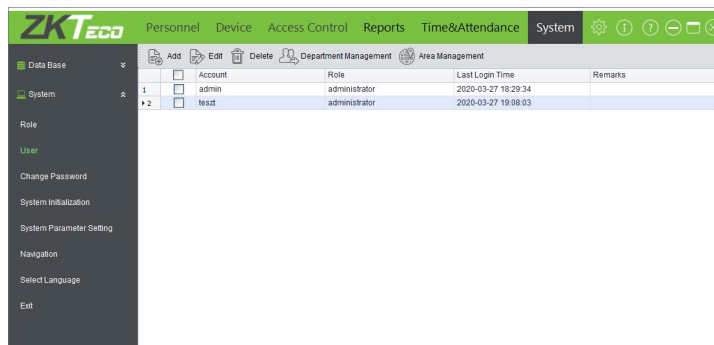 ZKTeco
Personnel Device Access Control Reports Time&Attendance System
Add Edit Delete Department Management Area Management
Data Base
System
Role
User
Change Password
System Initialization
System Parameter Setting
Navigation
Select Language
Exit
Account Role Last Login Time Remarks
1 admin administrator 2020-03-27 18:29:34
2 teszt administrator 2020-03-27 19:08:03